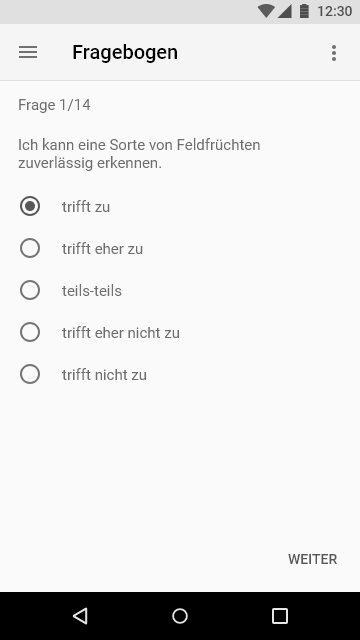 12:30
Fragebogen
Frage 1/14
Ich kann eine Sorte von Feldfrüchten
zuverlässig erkennen.
trifft zu
trifft eher zu
teils-teils
trifft eher nicht zu
trifft nicht zu
WEITER